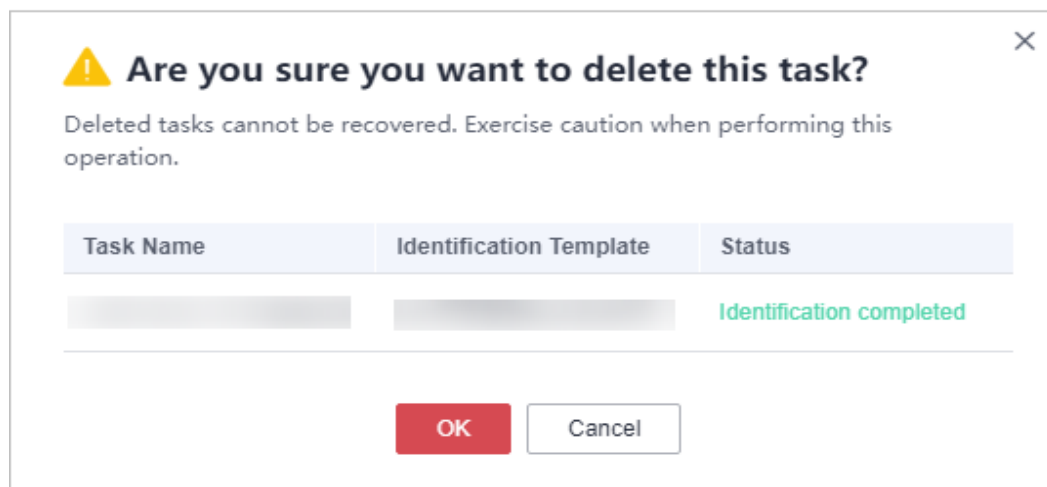 Are you sure you want to delete this task?
Deleted tasks cannot be recovered. Exercise caution when performing this
operation.
Task Name Identification Template Status
Identification completed
OK Cancel